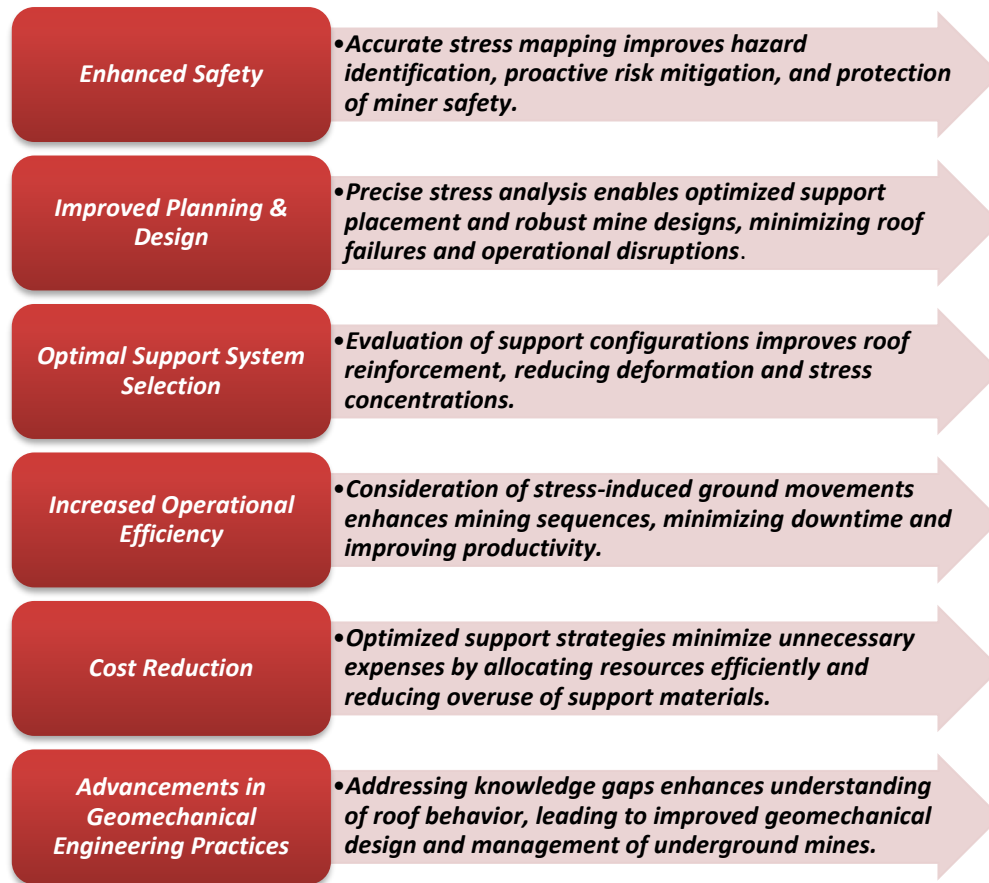 Enhanced Safety
•Accurate stress mapping improves hazard
identification, proactive risk mitigation, and protection
of miner safety.
Improved Planning &
Design
•Precise stress analysis enables optimized support
placement and robust mine designs, minimizing roof
failures and operational disruptions.
Optimal Support System
Selection
•Evaluation of support configurations improves roof
reinforcement, reducing deformation and stress
concentrations.
Increased Operational
Efficiency
•Consideration of stress-induced ground movements
enhances mining sequences, minimizing downtime and
improving productivity.
Cost Reduction
•Optimized support strategies minimize unnecessary
expenses by allocating resources efficiently and
reducing overuse of support materials.
Advancements in
Geomechanical
Engineering Practices
•Addressing knowledge gaps enhances understanding
of roof behavior, leading to improved geomechanical
design and management of underground mines.